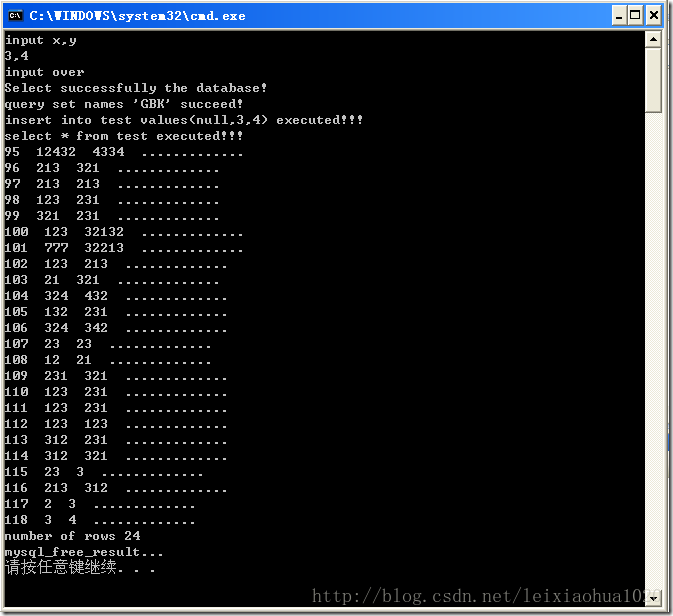 C:\WINDOWS\system32\cmd.exe
input x,y
3,4
input over
Select successfully the database!
query set names 'GBK' succeed!
insert into test values(null,3,4) executed!!!
select * from test executed!!!
95  12432  4334  .............
96  213  321  .............
97  213  213  .............
98  123  231  .............
99  321  231  .............
100  123  32132  .............
101  777  32213  .............
102  123  213  .............
103  21  321  .............
104  324  432  .............
105  132  231  .............
106  324  342  .............
107  23  23  .............
108  12  21  .............
109  231  321  .............
110  123  231  .............
111  123  231  .............
112  123  123  .............
113  312  231  .............
114  312  321  .............
115  23  3  .............
116  213  312  .............
117  2  3  .............
118  3  4  .............
number of rows 24
mysql_free_result...
请按任意键继续. . .